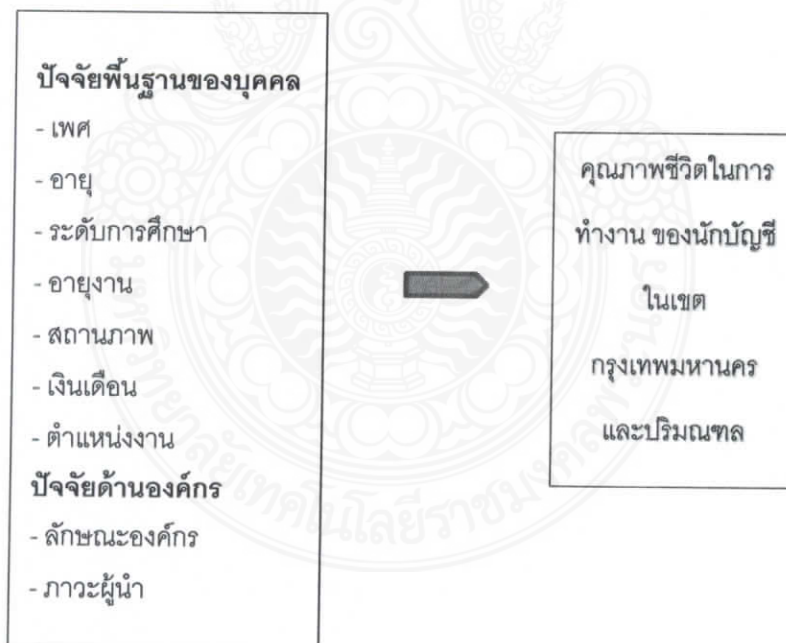 ปัจจัยพื้นฐานของบุคคล
- เพศ
- อายุ
- ระดับการศึกษา
- อายุงาน
- สถานภาพ
- เงินเดือน
- ตำแหน่งงาน
ปัจจัยด้านองค์กร
- ลักษณะองค์กร
- ภาวะผู้นำ
คุณภาพชีวิตในการ
ทำงาน ของนักบัญชี
ในเขต
กรุงเทพมหานคร
และปริมณฑล